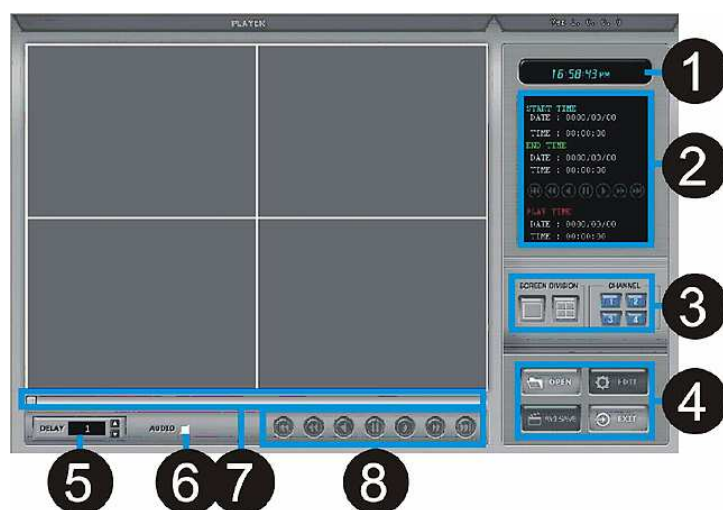 PLAYER
16:58:43 PM
1
START TIME
DATE : 0000/00/00
TIME : 00:00:00
END TIME
DATE : 0000/00/00
TIME : 00:00:00
2
PLAY TIME
DATE : 0000/00/00
TIME : 00:00:00
SCREEN DIVISION
CHANNEL
1 2
3 4
3
OPEN
EDIT
AVI SAVE
EXIT
4
DELAY 1
AUDIO
5
6
7
8